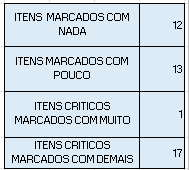 ITENS MARCADOS COM
NADA
12
ITENS MARCADOS COM
POUCO
13
ITENS CRITICOS
MARCADOS COM MUITO
1
ITENS CRITICOS
MARCADOS COM DEMAIS
17